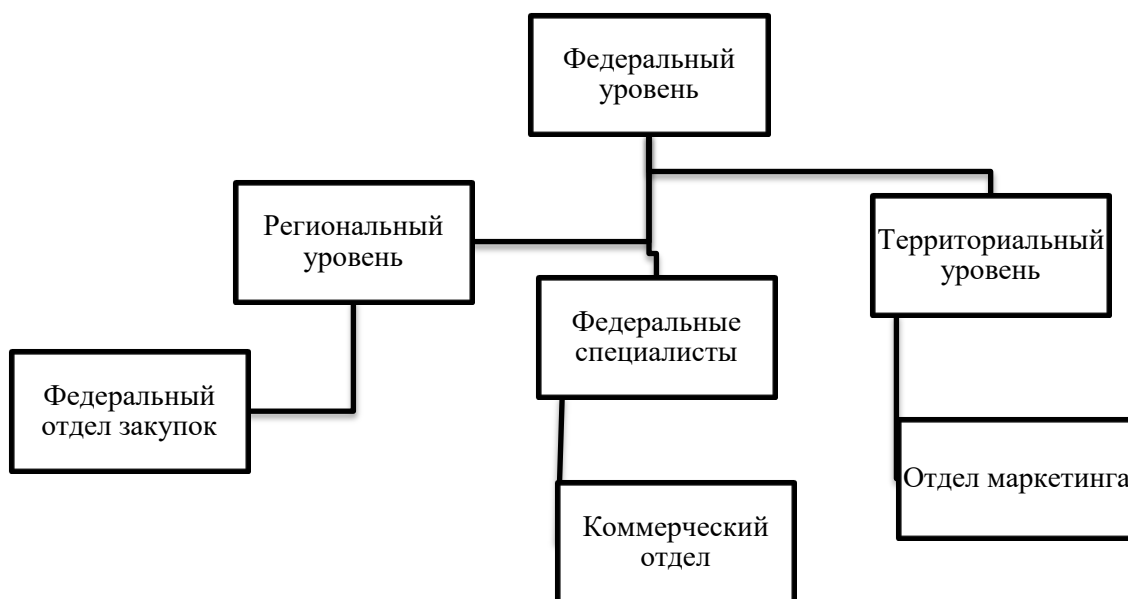 Федеральный
уровень
Региональный
уровень
Территориальный
уровень
Федеральные
специалисты
Федеральный
отдел закупок
Отдел маркетинга
Коммерческий
отдел